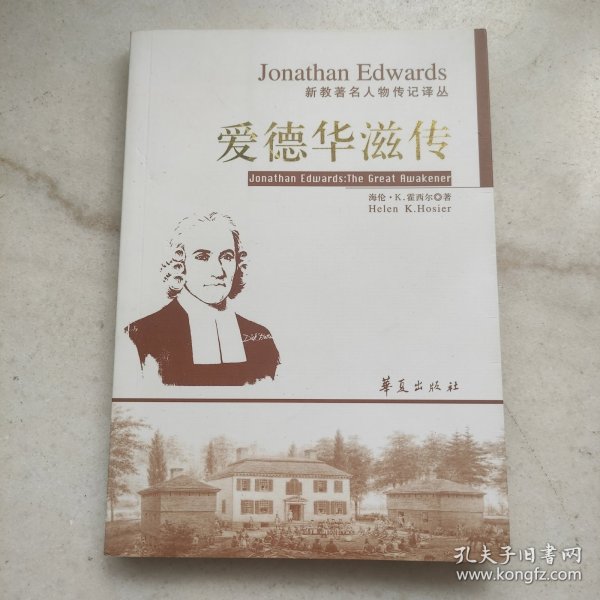 Jonathan Edwards
新教著名人物传记译丛
爱德华滋传
Jonathan Edwards:The Great Awakener
海伦·K.霍西尔◎著
Helen K.Hosier
華夏出版社
孔夫子旧书网
www.kongfz.com